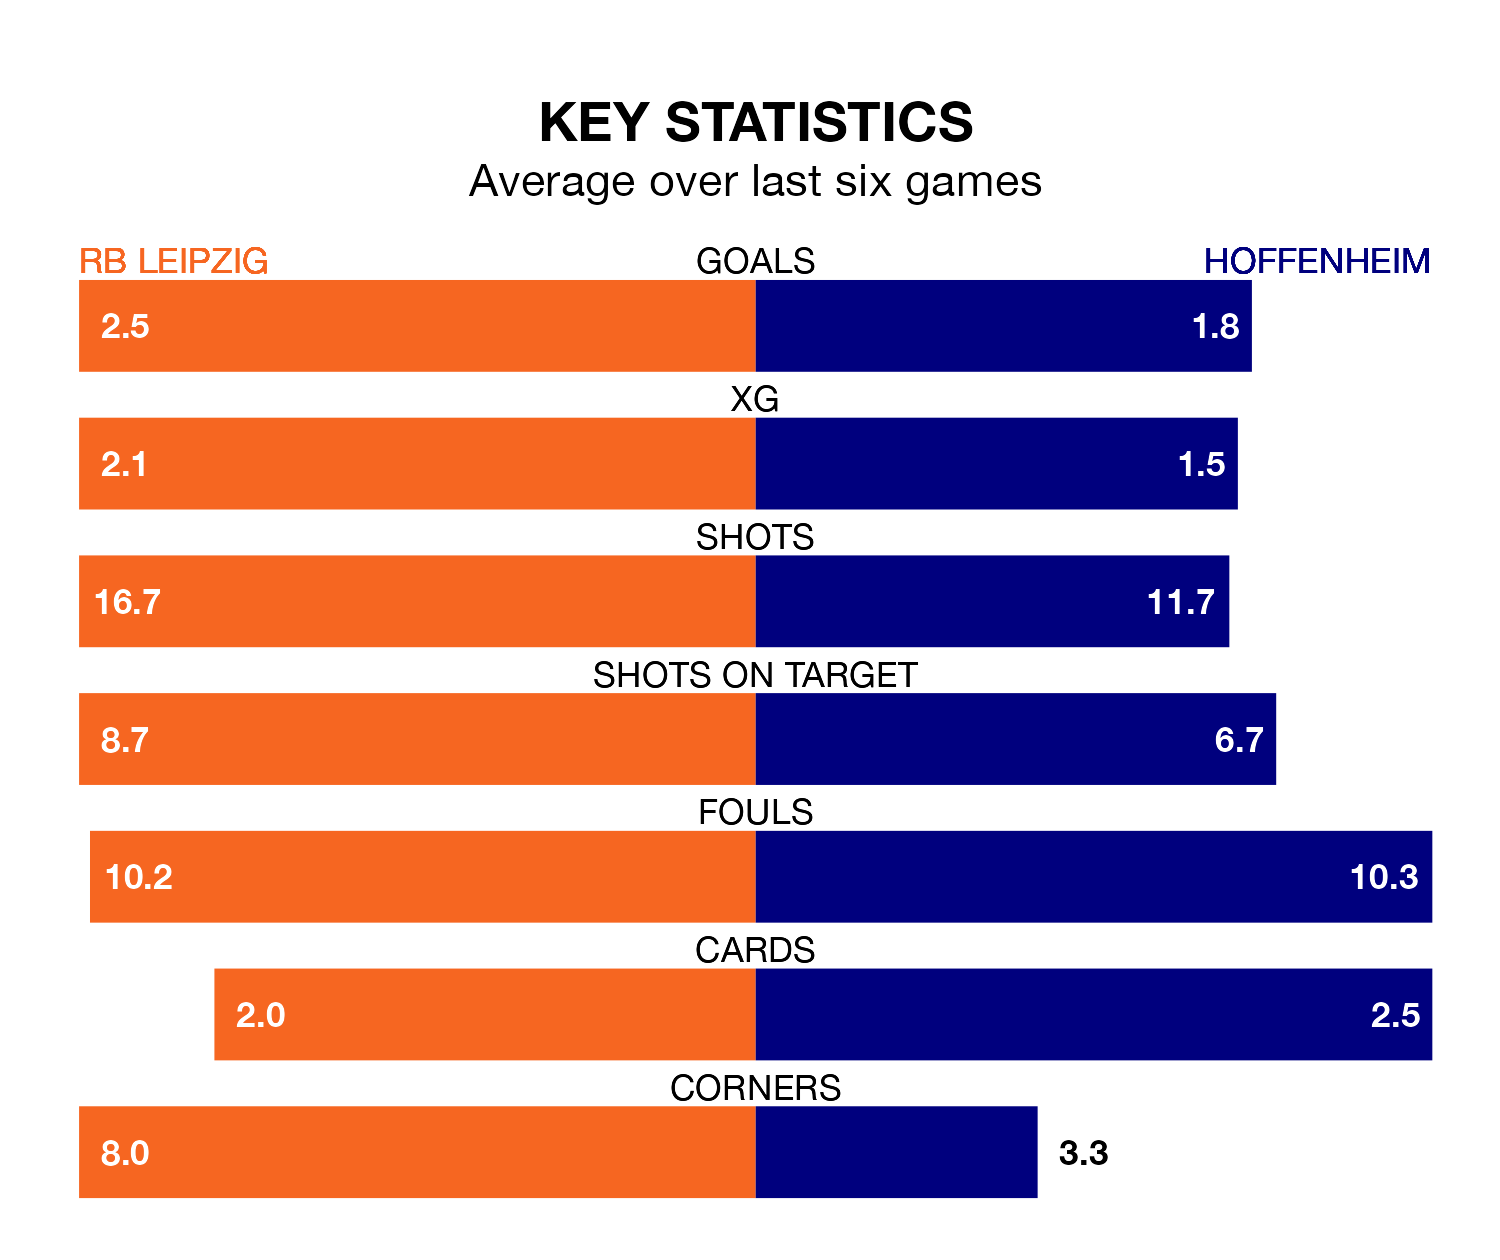 KEY STATISTICS
Average over last six games
RB LEIPZIG GOALS HOFFENHEIM
2.5 1.8
XG
2.1 1.5
SHOTS
16.7 11.7
SHOTS ON TARGET
8.7 6.7
FOULS
10.2 10.3
CARDS
2.0 2.5
CORNERS
8.0 3.3